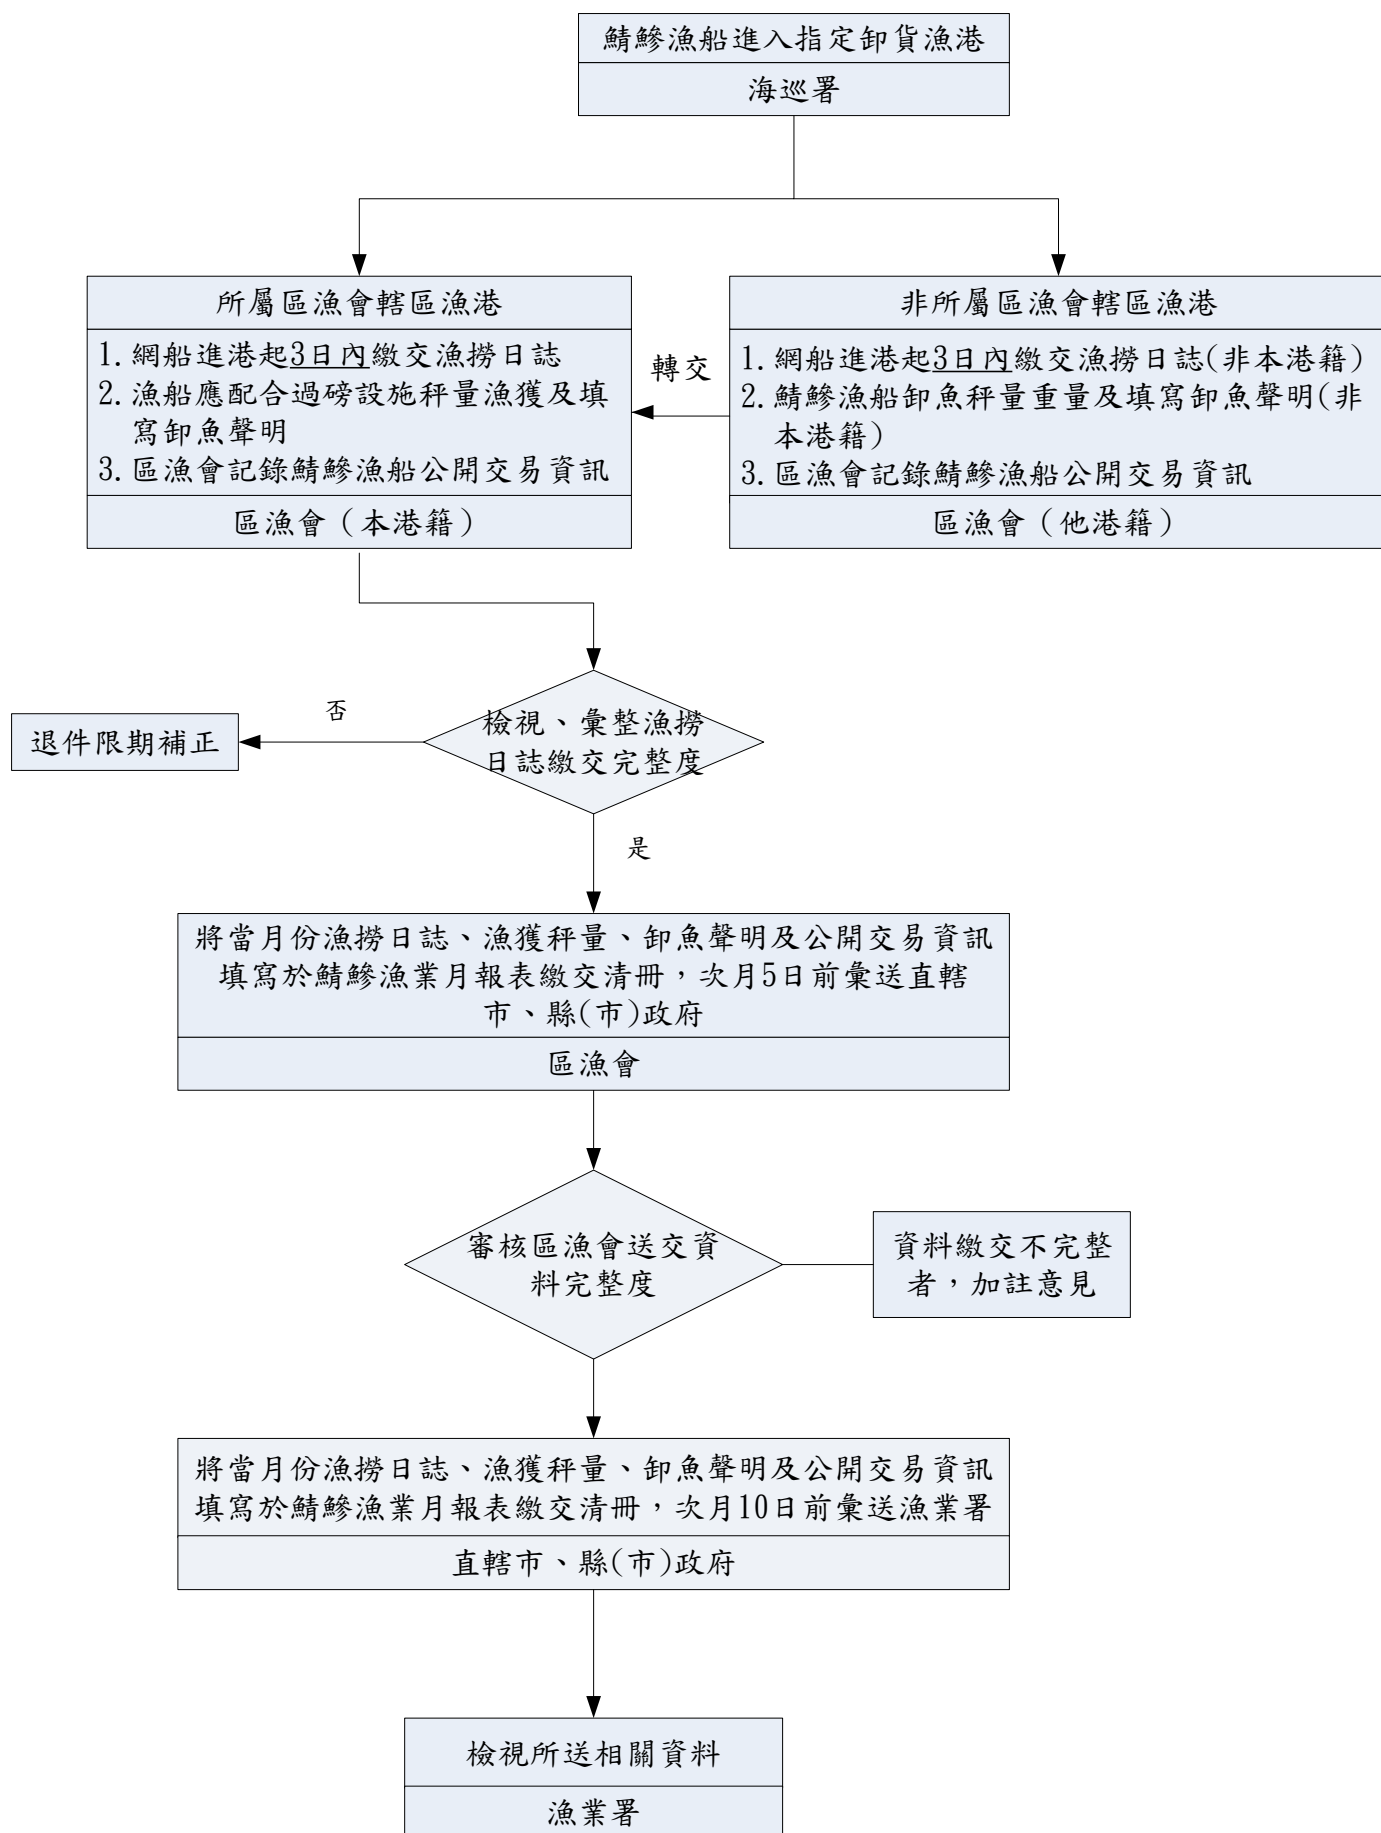 鯖鰺漁船進入指定卸貨漁港
海巡署
所屬區漁會轄區漁港
1. 網船進港起3日內繳交漁撈日誌
2. 漁船應配合過磅設施秤量漁獲及填
寫卸魚聲明
3. 區漁會記錄鯖鰺漁船公開交易資訊
區漁會（本港籍）
轉交
非所屬區漁會轄區漁港
1. 網船進港起3日內繳交漁撈日誌(非本港籍)
2. 鯖鰺漁船卸魚秤量重量及填寫卸魚聲明(非
本港籍)
3. 區漁會記錄鯖鰺漁船公開交易資訊
區漁會（他港籍）
檢視、彙整漁撈
日誌繳交完整度
否
退件限期補正
是
將當月份漁撈日誌、漁獲秤量、卸魚聲明及公開交易資訊
填寫於鯖鰺漁業月報表繳交清冊，次月5日前彙送直轄
市、縣(市)政府
區漁會
審核區漁會送交資
料完整度
資料繳交不完整
者，加註意見
將當月份漁撈日誌、漁獲秤量、卸魚聲明及公開交易資訊
填寫於鯖鰺漁業月報表繳交清冊，次月10日前彙送漁業署
直轄市、縣(市)政府
檢視所送相關資料
漁業署